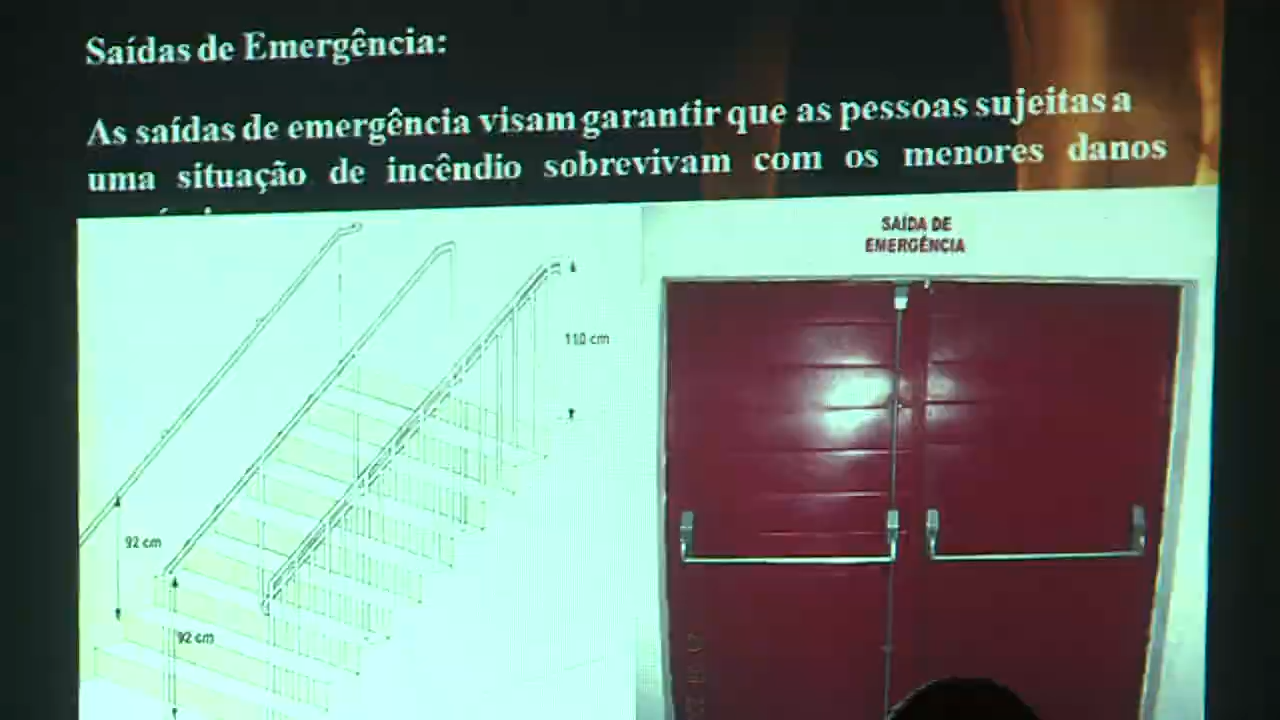 Saídas de Emergência:
As saídas de emergência visam garantir que as pessoas sujeitas a
uma situação de incêndio sobrevivam com os menores danos
SAÍDA DE
EMERGÊNCIA
110 cm
92 cm
92 cm